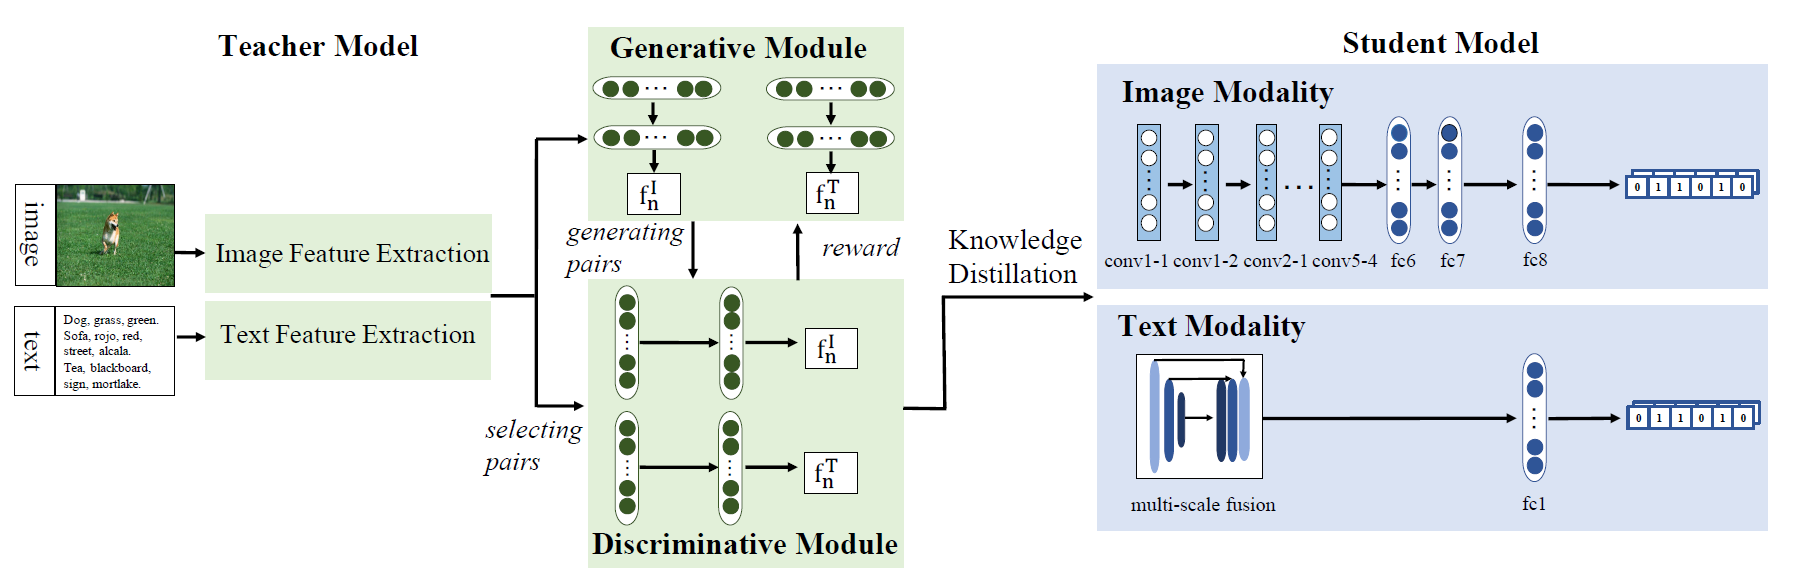 Teacher Model
image
text
Dog, grass, green.
Sofa, rojo, red,
street, alcala.
Tea, blackboard,
sign, mortlake.
Image Feature Extraction
Text Feature Extraction
Generative Module
f_n^I
f_n^T
generating
pairs
reward
selecting
pairs
f_n^I
f_n^T
Discriminative Module
Knowledge
Distillation
Student Model
Image Modality
conv1-1 conv1-2 conv2-1 conv5-4 fc6 fc7 fc8
0 1 1 0 1 0
Text Modality
multi-scale fusion
fc1
0 1 1 0 1 0